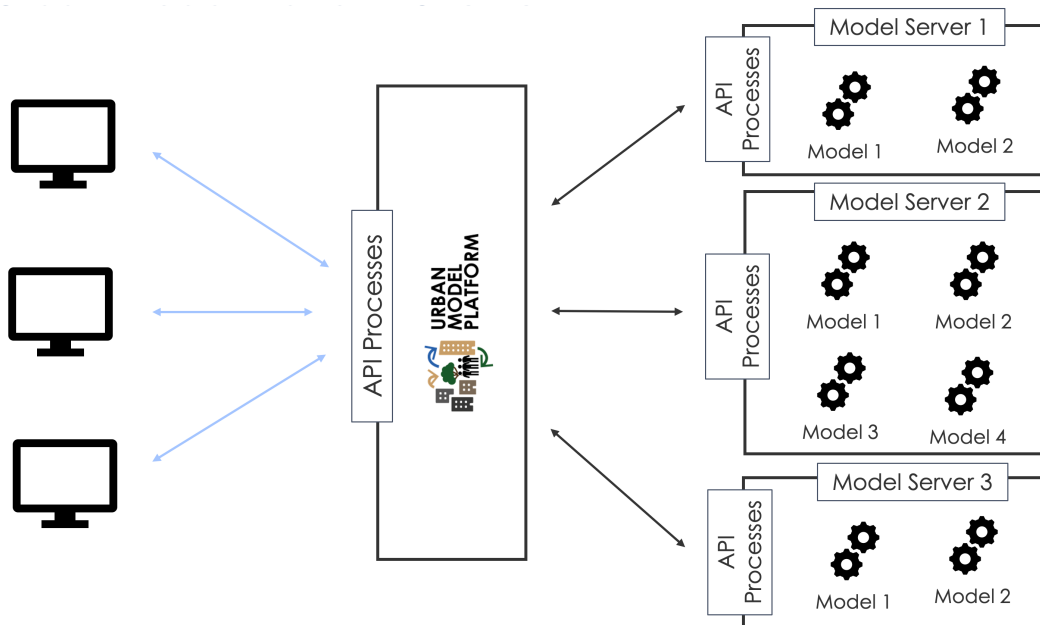 API Processes
URBAN
MODEL
PLATFORM
Model Server 1
API
Processes
Model 1
Model 2
Model Server 2
API
Processes
Model 1
Model 2
Model 3
Model 4
Model Server 3
API
Processes
Model 1
Model 2